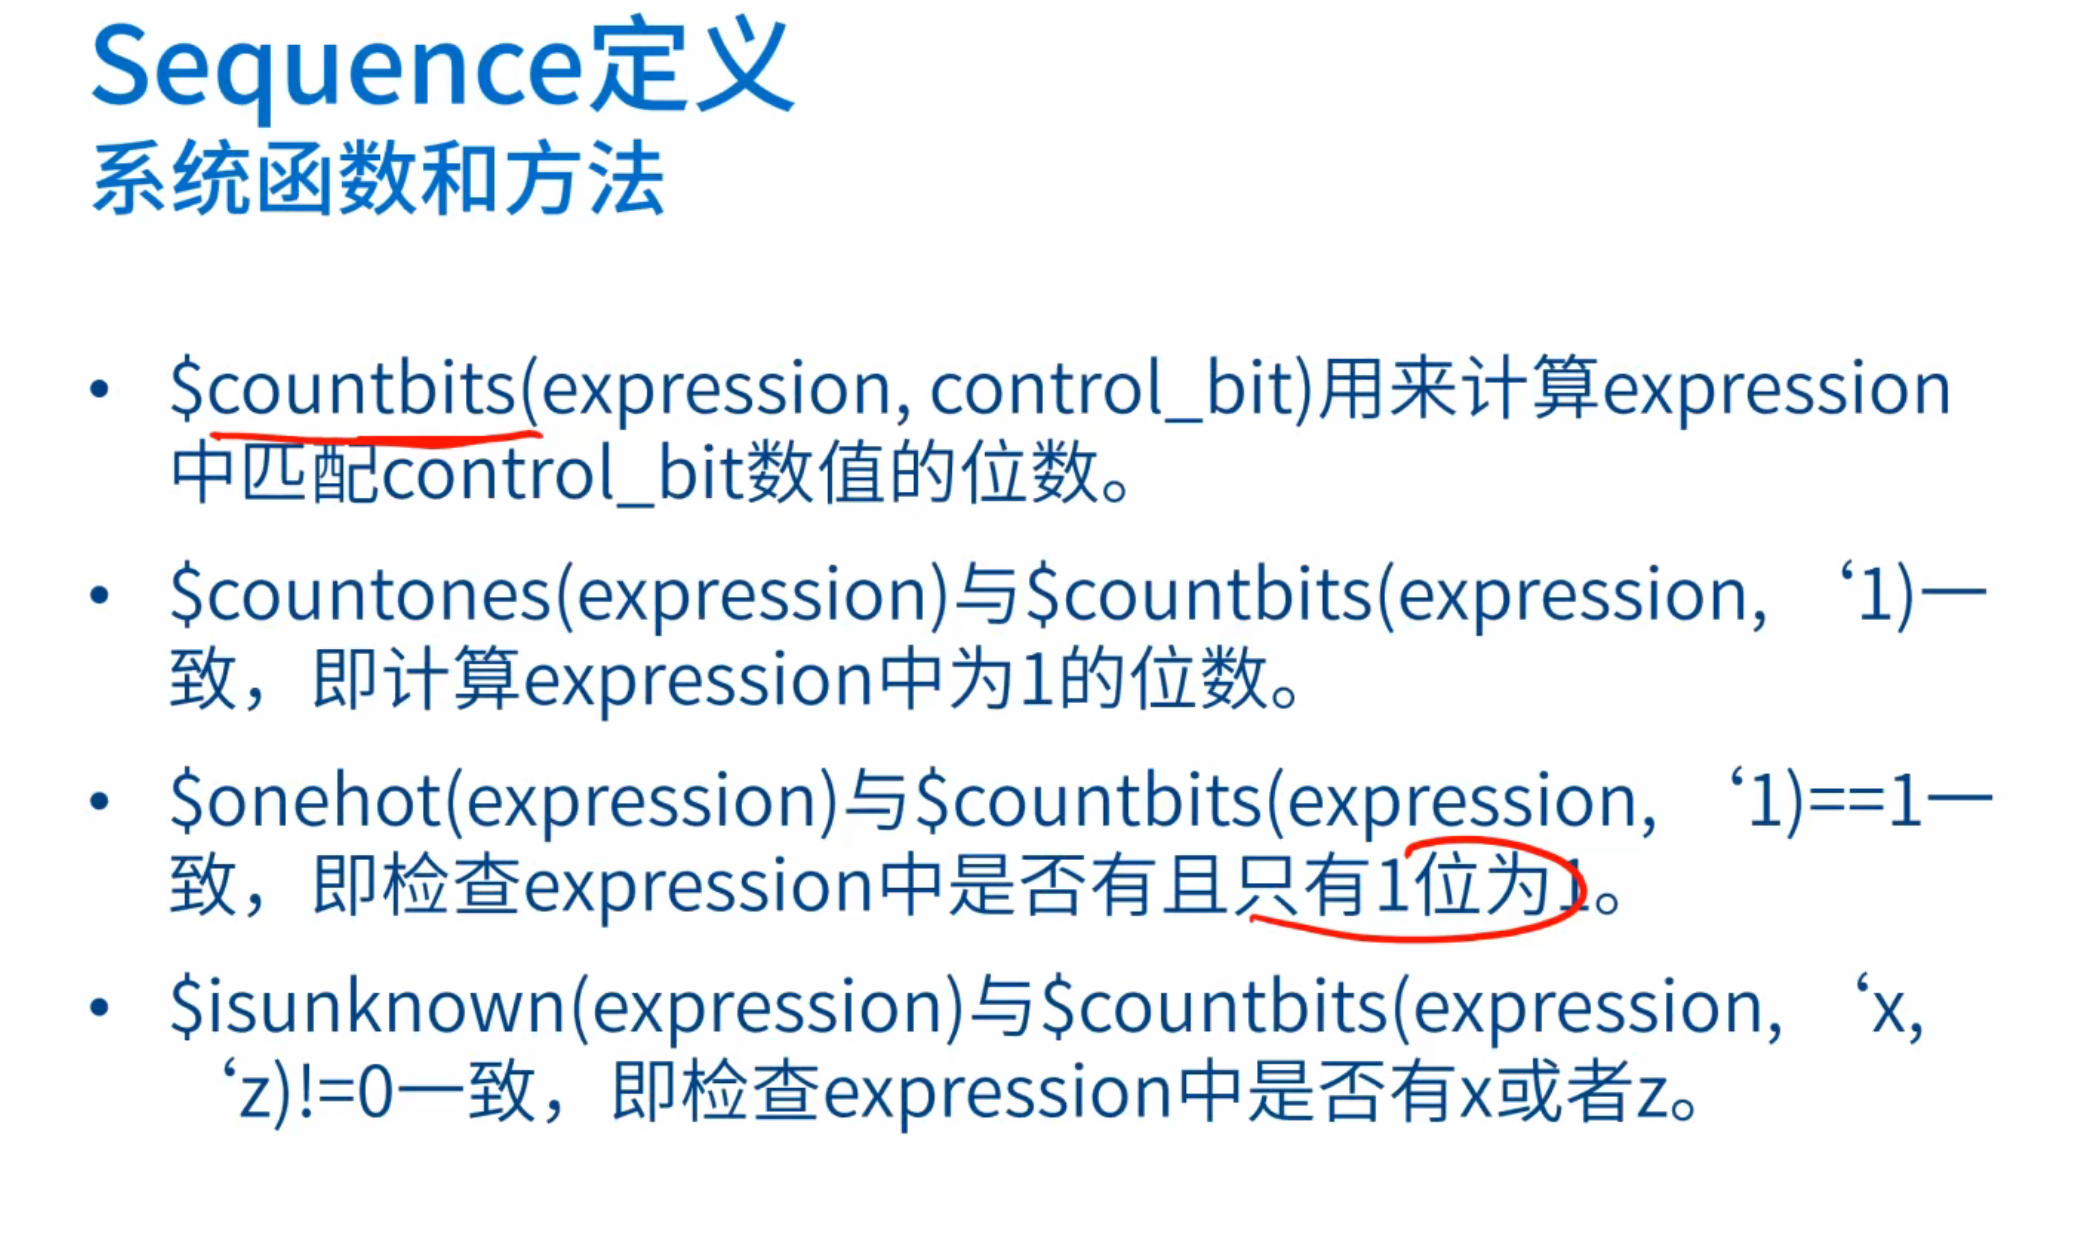 Sequence定义
系统函数和方法
• $countbits(expression, control_bit)用来计算expression
中匹配control_bit数值的位数。
• $countones(expression)与$countbits(expression, ‘1)一
致，即计算expression中为1的位数。
• $onehot(expression)与$countbits(expression, ‘1)==1一
致，即检查expression中是否有且只有1位为1。
• $isunknown(expression)与$countbits(expression, ‘x,
‘z)!=0一致，即检查expression中是否有x或者z。